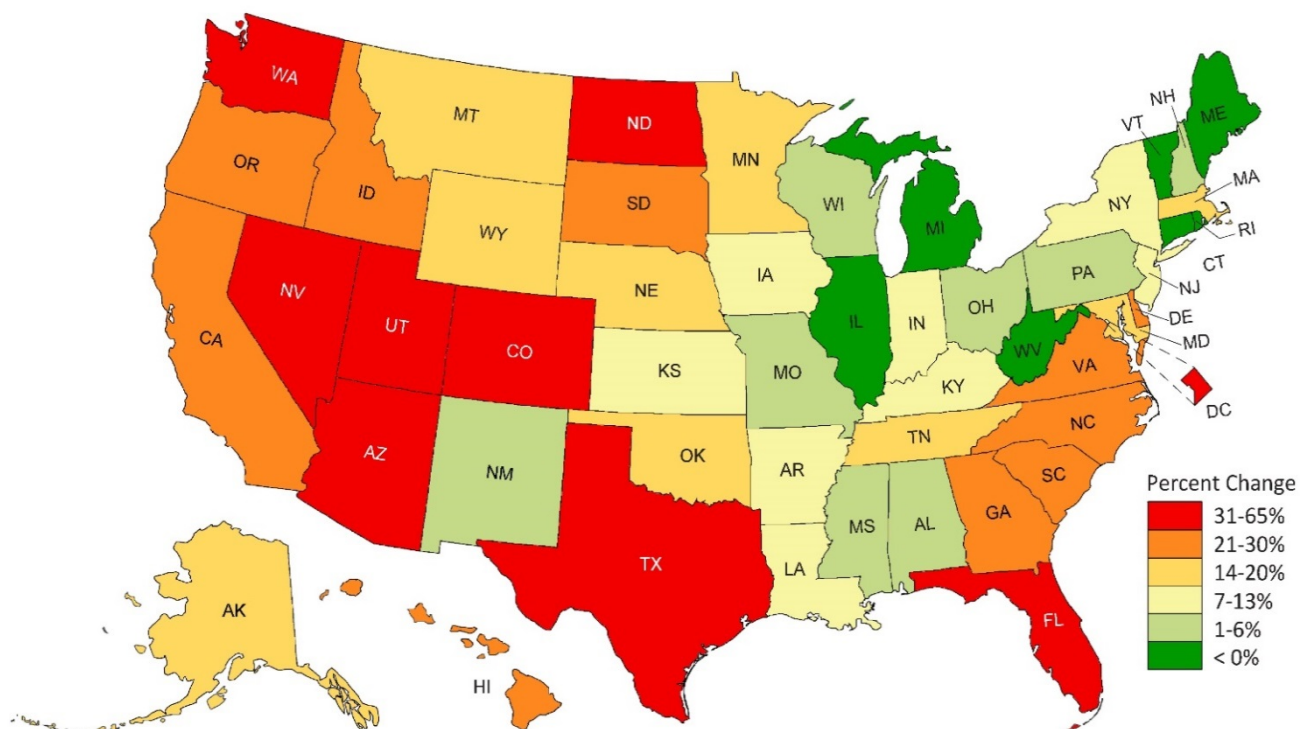 WA
MT
ND
MN
OR
ID
SD
WY
WI
MI
NH
VT
ME
NY
MA
RI
CT
NJ
PA
DE
MD
DC
NE
IA
IL
IN
OH
WV
VA
NV
UT
CO
CA
KS
MO
KY
NC
TN
SC
AZ
NM
OK
AR
MS
AL
GA
TX
LA
FL
AK
HI
Percent Change
31-65%
21-30%
14-20%
7-13%
1-6%
< 0%